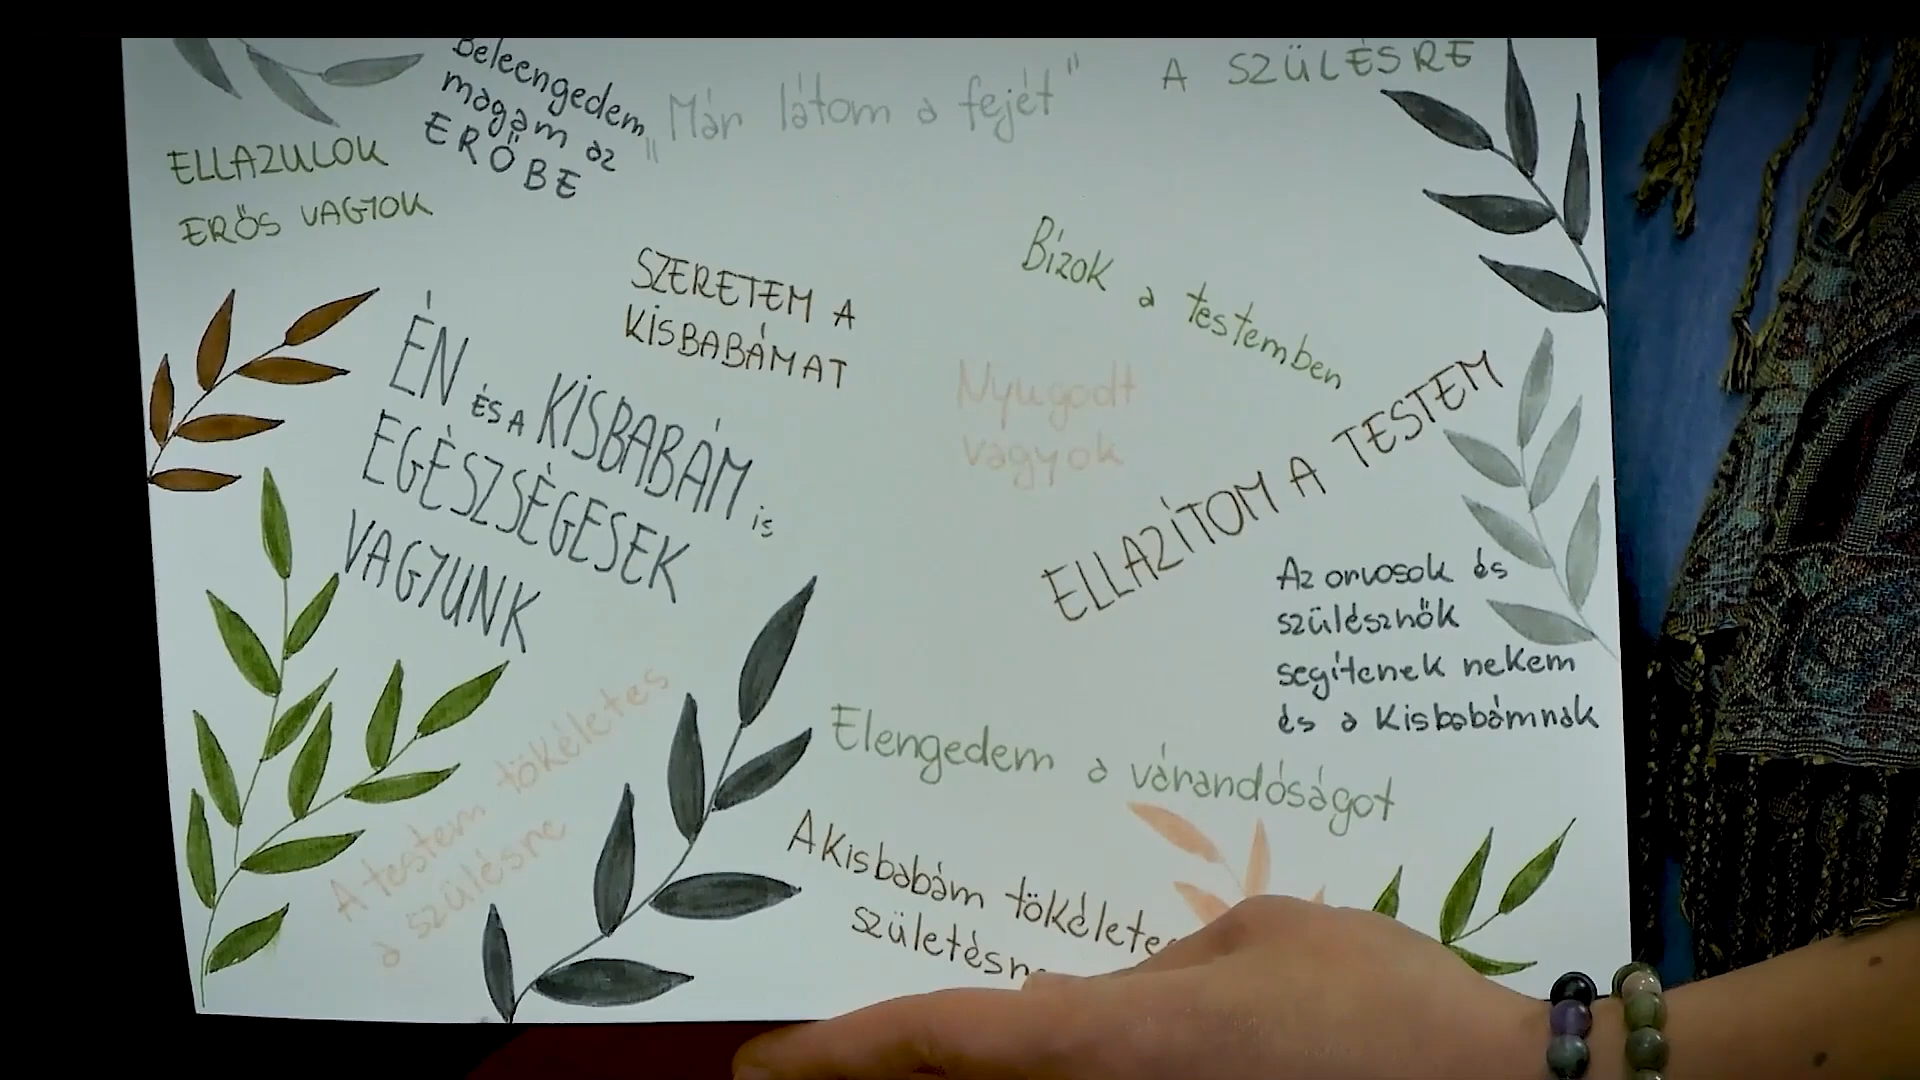 Beleengedem
magam az
ERŐBE
„Már látom a fejét”
A SZÜLÉSRE
ELLAZULOK
ERŐS VAGYOK
SZERETEM A
KISBABÁMAT
Bízok a testemben
Nyugodt
vagyok
ÉN ÉS A KISBABÁM is
EGÉSZSÉGESEK
VAGYUNK
ELLAZÍTOM A TESTEM
Az orvosok és
szülésznők
segítenek nekem
és a Kisbabámnak
A testem tökéletes
a szülésre
Elengedem a várandóságot
A Kisbabám tökéletes
születésre